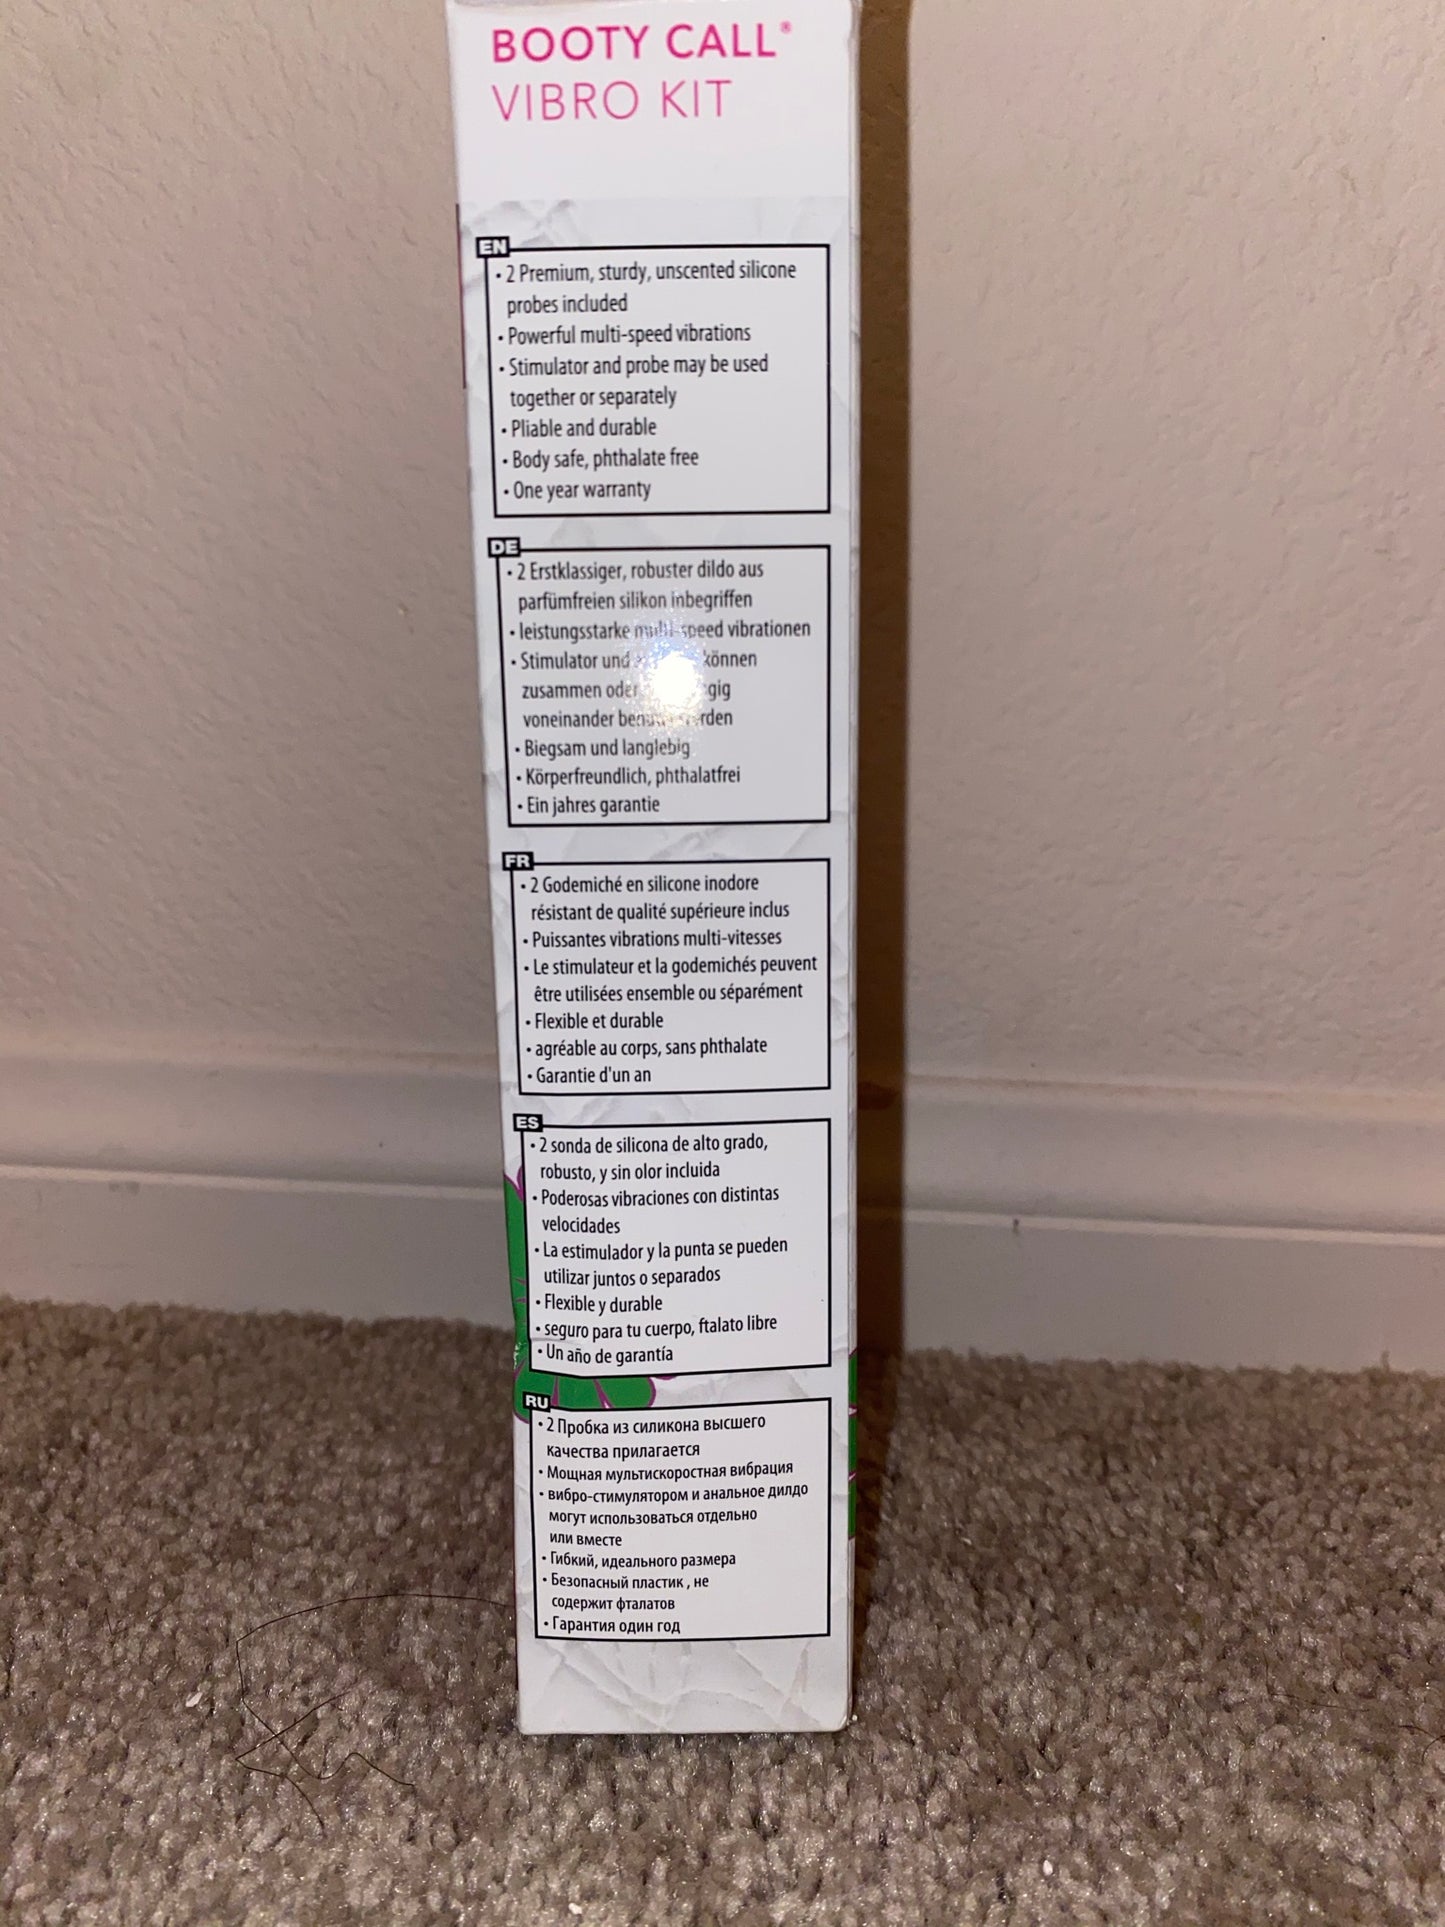 BOOTY CALL®
VIBRO KIT
EN
• 2 Premium, sturdy, unscented silicone
probes included
• Powerful multi-speed vibrations
• Stimulator and probe may be used
together or separately
• Pliable and durable
• Body safe, phthalate free
• One year warranty
DE
• 2 Erstklassiger, robuster dildo aus
parfümfreien silikon inbegriffen
• leistungsstarke multi-speed vibrationen
• Stimulator und können
zusammen oder
voneinander
• Biegsam und langlebig
• Körperfreundlich, phthalatfrei
• Ein jahres garantie
FR
• 2 Godemiché en silicone inodore
résistant de qualité supérieure inclus
• Puissantes vibrations multi-vitesses
• Le stimulateur et la godemichés peuvent
être utilisées ensemble ou séparément
• Flexible et durable
• agréable au corps, sans phthalate
• Garantie d'un an
ES
• 2 sonda de silicona de alto grado,
robusto, y sin olor incluida
• Poderosas vibraciones con distintas
velocidades
• La estimulador y la punta se pueden
utilizar juntos o separados
• Flexible y durable
• seguro para tu cuerpo, ftalato libre
• Un año de garantía
RU
• 2 Пробка из силикона высшего
качества прилагается
• Мощная мультискоростная вибрация
• вибро-стимулятором и анальное дилдо
могут использоваться отдельно
или вместе
• Гибкий, идеального размера
• Безопасный пластик , не
содержит фталатов
• Гарантия один год